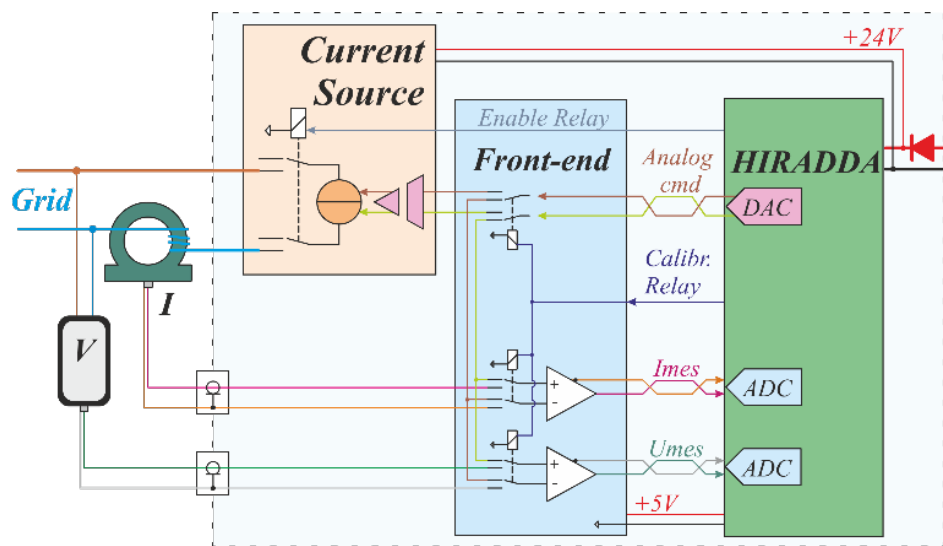 Current
Source
+24V
Enable Relay
Front-end
Analog
cmd
HIRADDA
DAC
Grid
Calibr.
Relay
I
V
Imes
ADC
Umes
ADC
+5V
+
-
+
-